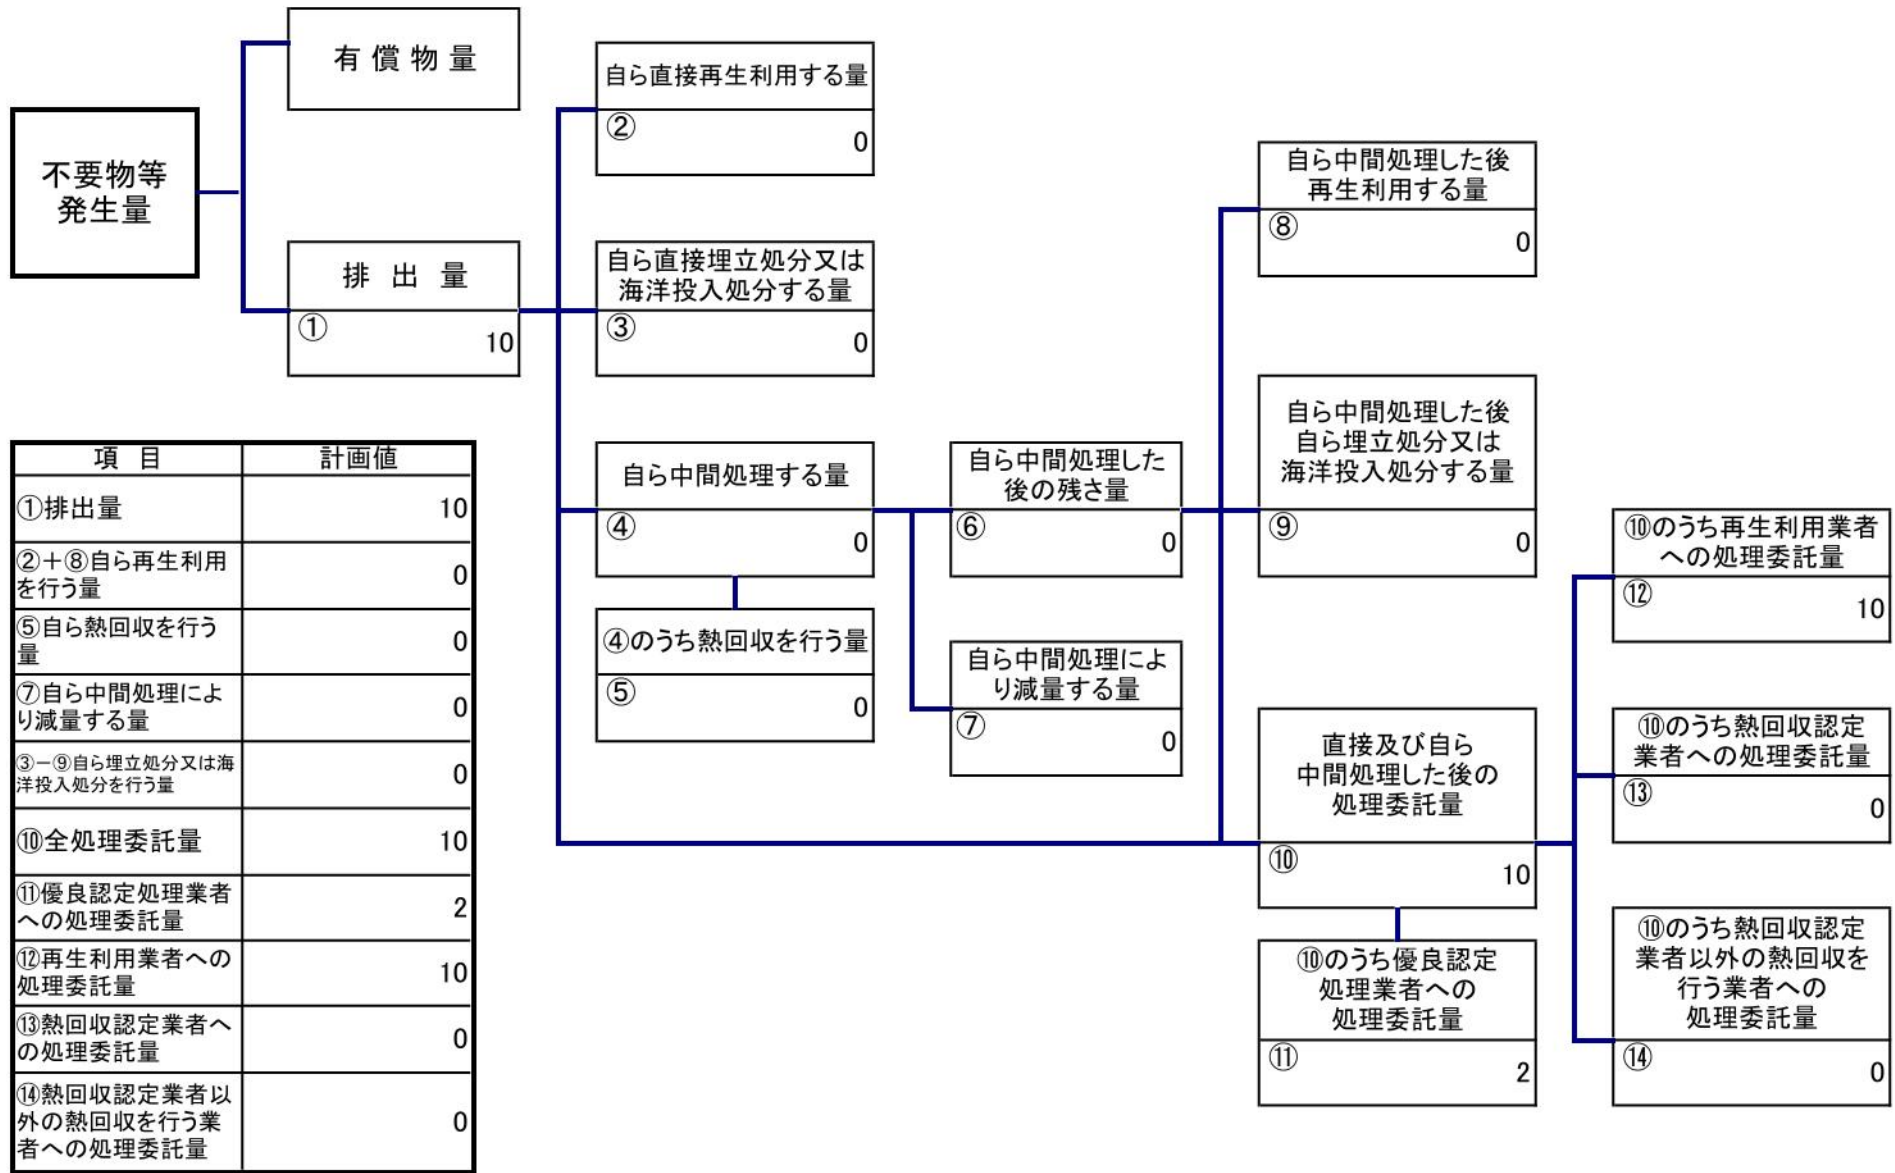 有償物量
不要物等
発生量
排出量
①
10
自ら直接再生利用する量
②
0
自ら直接埋立処分又は
海洋投入処分する量
③
0
自ら中間処理する量
④
0
④のうち熱回収を行う量
⑤
0
自ら中間処理した
後の残さ量
⑥
0
自ら中間処理によ
り減量する量
⑦
0
自ら中間処理した後
再生利用する量
⑧
0
自ら中間処理した後
自ら埋立処分又は
海洋投入処分する量
⑨
0
直接及び自ら
中間処理した後の
処理委託量
⑩
10
⑩のうち優良認定
処理業者への
処理委託量
⑪
2
⑩のうち再生利用業者
への処理委託量
⑫
10
⑩のうち熱回収認定
業者への処理委託量
⑬
0
⑩のうち熱回収認定
業者以外の熱回収を
行う業者への
処理委託量
⑭
0
項目 計画値
①排出量 10
②＋⑧自ら再生利用
を行う量 0
⑤自ら熱回収を行う
量 0
⑦自ら中間処理によ
り減量する量 0
③－⑨自ら埋立処分又は海
洋投入処分を行う量 0
⑩全処理委託量 10
⑪優良認定処理業者
への処理委託量 2
⑫再生利用業者への
処理委託量 10
⑬熱回収認定業者へ
の処理委託量 0
⑭熱回収認定業者以
外の熱回収を行う業
者への処理委託量 0